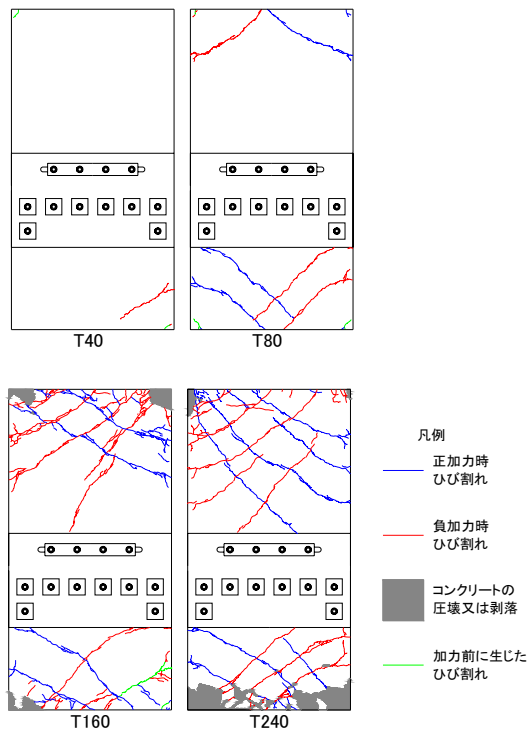 T40
T80
凡例
正加力時
ひび割れ
負加力時
ひび割れ
コンクリートの
圧壊又は剥落
加力前に生じた
ひび割れ
T160
T240